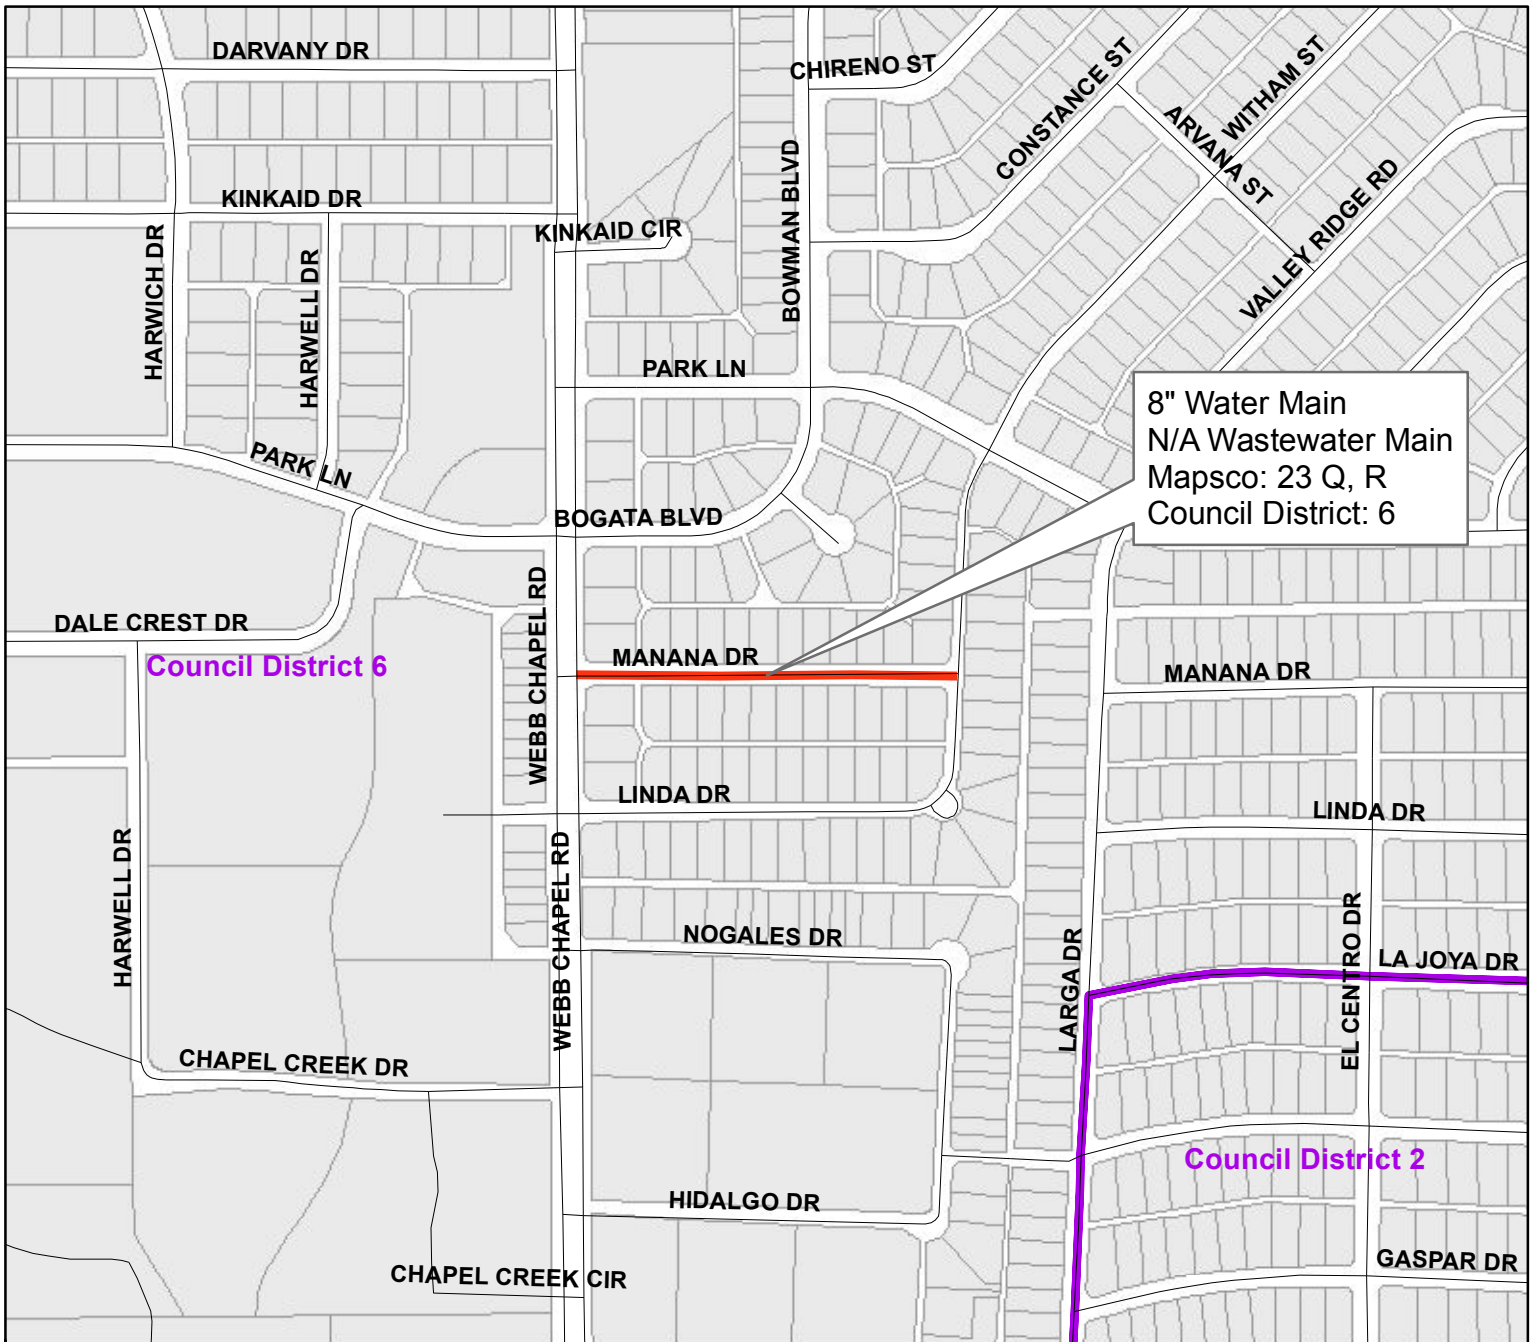 DARVANY DR
CHIRENO ST
CONSTANCE ST
WITHAM ST
ARVANA ST
KINKAID DR
KINKAID CIR
BOWMAN BLVD
VALLEY RIDGE RD
HARWICH DR
HARWELL DR
PARK LN
8" Water Main
N/A Wastewater Main
Mapsco: 23 Q, R
Council District: 6
PARK LN
BOGATA BLVD
DALE CREST DR
Council District 6
WEBB CHAPEL RD
MANANA DR
MANANA DR
LINDA DR
LINDA DR
HARWELL DR
WEBB CHAPEL RD
NOGALES DR
LARGA DR
EL CENTRO DR
LA JOYA DR
CHAPEL CREEK DR
Council District 2
HIDALGO DR
GASPAR DR
CHAPEL CREEK CIR